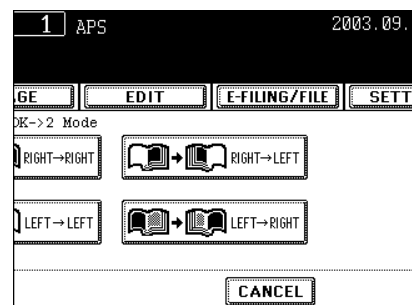 1 APS 2003.09.
.GE EDIT E-FILING/FILE SETT
OK->2 Mode
RIGHT→RIGHT RIGHT→LEFT
LEFT→LEFT LEFT→RIGHT
CANCEL